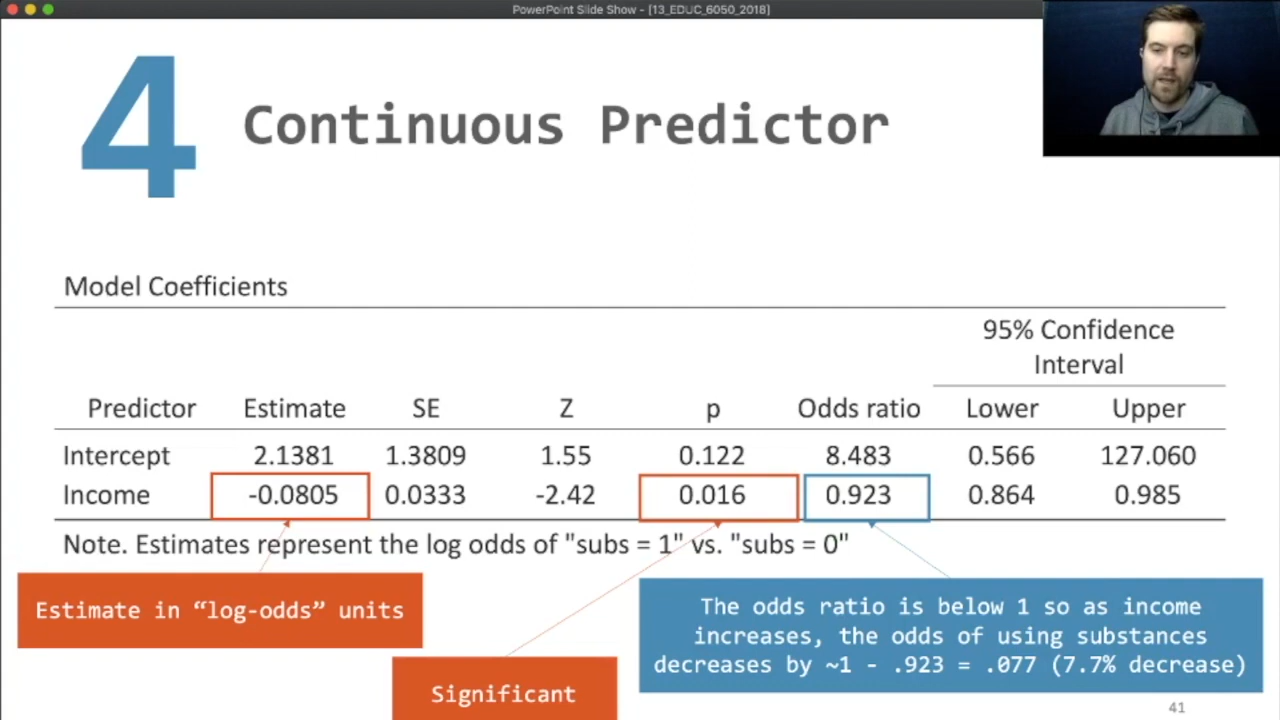 PowerPoint Slide Show - [13_EDUC_6050_2018]
4
Continuous Predictor
Model Coefficients
95% Confidence
Interval
Predictor Estimate SE Z p Odds ratio Lower Upper
Intercept 2.1381 1.3809 1.55 0.122 8.483 0.566 127.060
Income -0.0805 0.0333 -2.42 0.016 0.923 0.864 0.985
Note. Estimates represent the log odds of "subs = 1" vs. "subs = 0"
Estimate in “log-odds” units
The odds ratio is below 1 so as income
increases, the odds of using substances
decreases by ~1 - .923 = .077 (7.7% decrease)
Significant
41